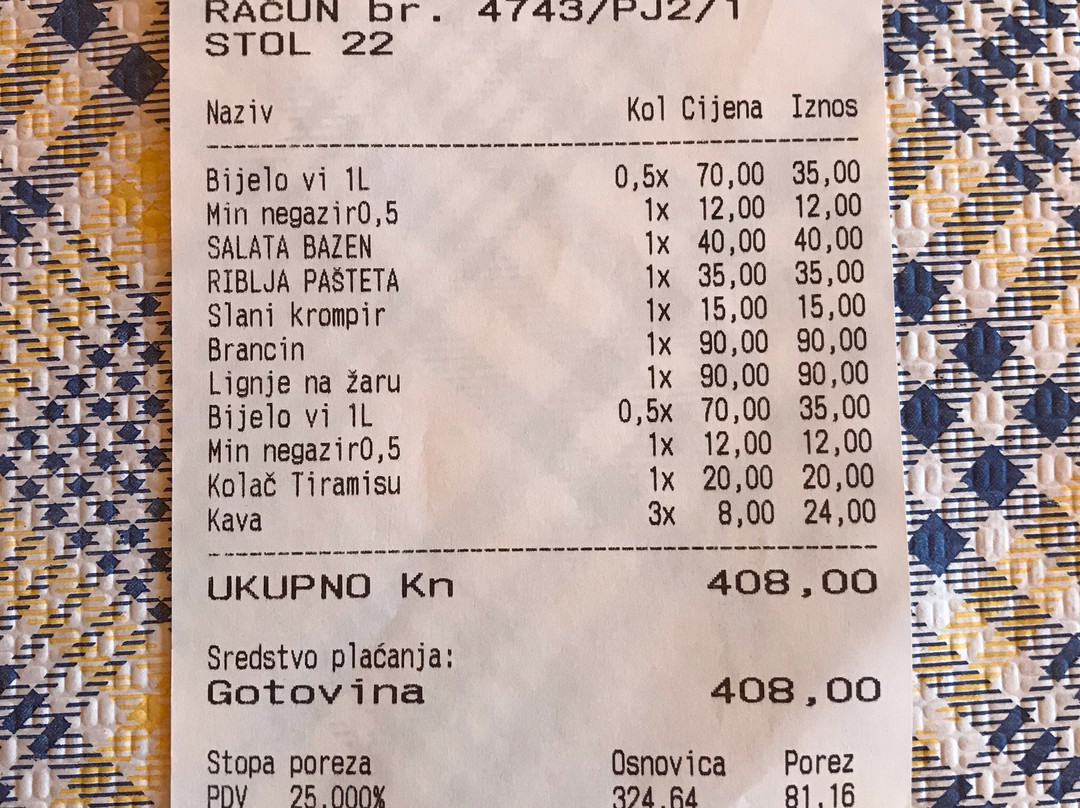 RAČUN br. 4743/PJ2/1
STOL 22
Naziv Kol Cijena Iznos
Bijelo vi 1L 0,5x 70,00 35,00
Min negazir0,5 1x 12,00 12,00
SALATA BAZEN 1x 40,00 40,00
RIBLJA PAŠTETA 1x 35,00 35,00
Slani krompir 1x 15,00 15,00
Brancin 1x 90,00 90,00
Lignje na žaru 1x 90,00 90,00
Bijelo vi 1L 0,5x 70,00 35,00
Min negazir0,5 1x 12,00 12,00
Kolač Tiramisu 1x 20,00 20,00
Kava 3x 8,00 24,00
UKUPNO Kn 408,00
Sredstvo plaćanja:
Gotovina 408,00
Stopa poreza Osnovica Porez
PDV 25,000% 324,64 81,16